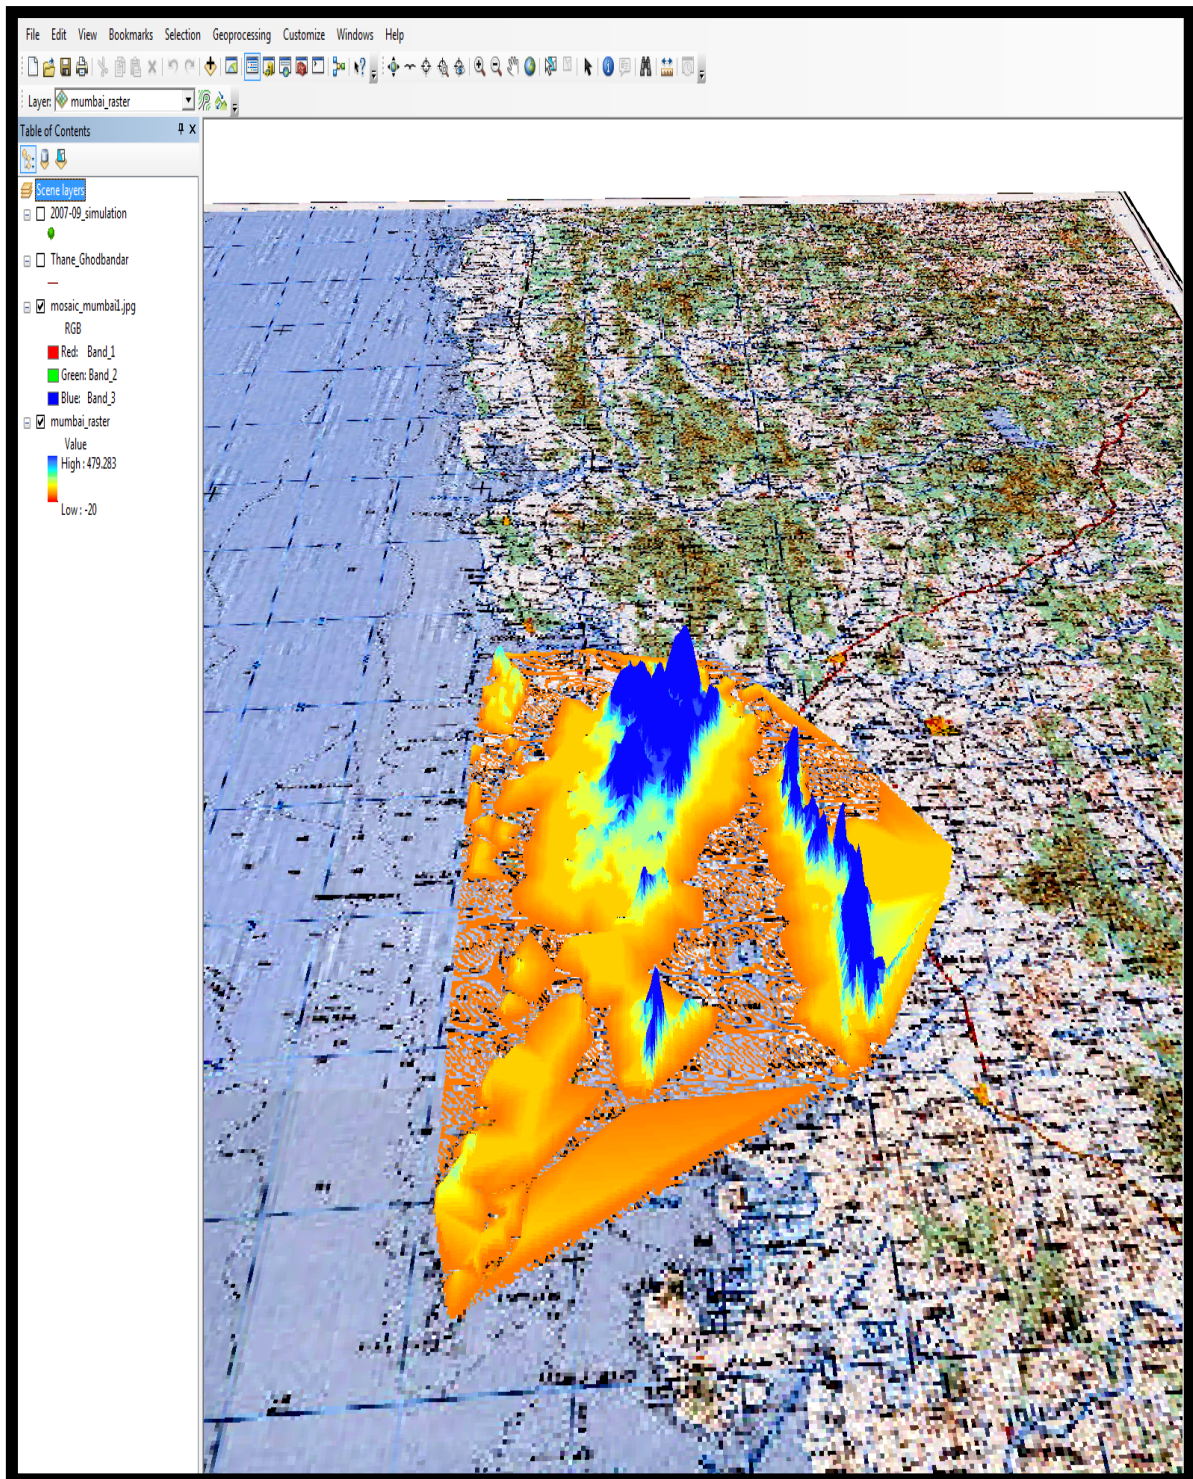 File Edit View Bookmarks Selection Geoprocessing Customize Windows Help
Layer: mumbai_raster
Table of Contents
Scene layers
2007-09_simulation
Thane_Ghodbandar
mosaic_mumbai1.jpg
RGB
Red: Band_1
Green: Band_2
Blue: Band_3
mumbai_raster
Value
High : 479.283
Low : -20